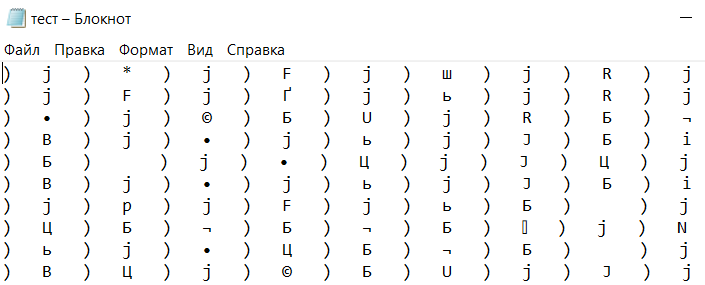 тест – Блокнот
Файл Правка Формат Вид Справка
) j ) * ) j ) F ) j ) ш ) j ) R ) j
) j ) F ) j ) Ґ ) j ) ь ) j ) R ) j
) • ) j ) © ) Б ) U ) j ) R ) Б ) ¬
) В ) j ) • ) j ) ь ) j ) J ) Б ) i
) Б ) ) j ) • ) Ц ) j ) J ) Ц ) j
) В ) j ) • ) j ) ь ) j ) J ) Б ) i
) j ) р ) j ) F ) j ) ь ) Б ) ) j
) Ц ) Б ) ¬ ) Б ) ¬ ) Б ) ▯ ) j ) N
) ь ) j ) • ) Ц ) Б ) ¬ ) Б ) ) j
) В ) Ц ) j ) © ) Б ) U ) j ) J ) j